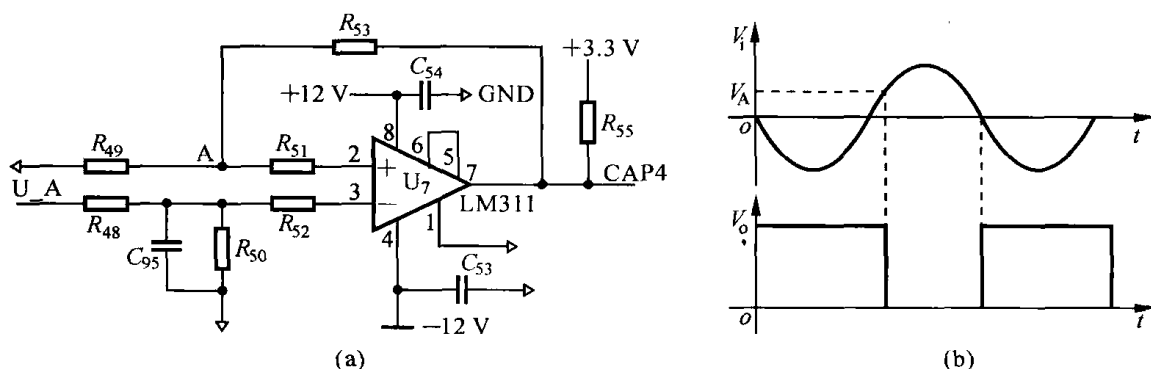 R53
+3.3 V
C54
+12 V
GND
R55
8
R49
A
R51
2
6
5
7
CAP4
U_A
+
U7
LM311
R48
R52
3
−
4
1
C95
R50
C53
−12 V
(a)
Vi
VA
o
t
Vo
o
t
(b)